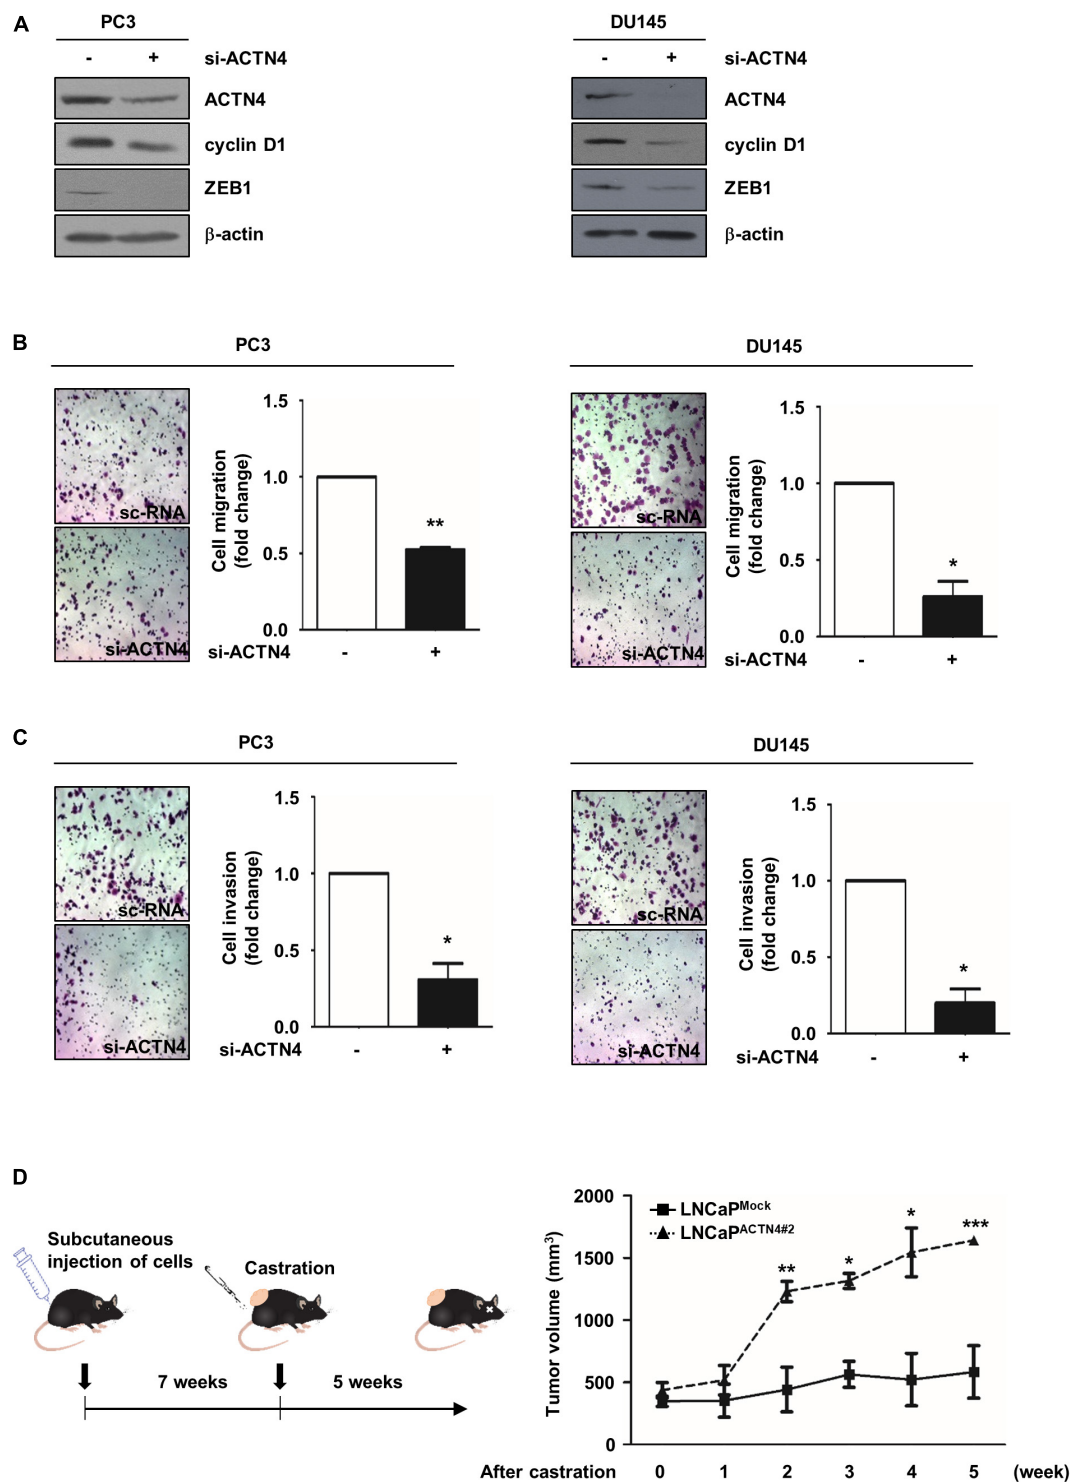 A
PC3
DU145
- + si-ACTN4
- + si-ACTN4
ACTN4
ACTN4
cyclin D1
cyclin D1
ZEB1
ZEB1
β-actin
β-actin
B
PC3
DU145
sc-RNA
si-ACTN4
Cell migration
(fold change)
1.5
1.0
0.5
0.0
**
si-ACTN4 - +
sc-RNA
si-ACTN4
Cell migration
(fold change)
1.5
1.0
0.5
0.0
*
si-ACTN4 - +
C
PC3
DU145
sc-RNA
si-ACTN4
Cell invasion
(fold change)
1.5
1.0
0.5
0.0
*
si-ACTN4 - +
sc-RNA
si-ACTN4
Cell invasion
(fold change)
1.5
1.0
0.5
0.0
*
si-ACTN4 - +
D
Subcutaneous
injection of cells
Castration
7 weeks
5 weeks
Tumor volume (mm³)
2000
1500
1000
500
0
LNCaP^Mock
LNCaP^ACTN4#2
**
*
*
***
After castration 0 1 2 3 4 5 (week)